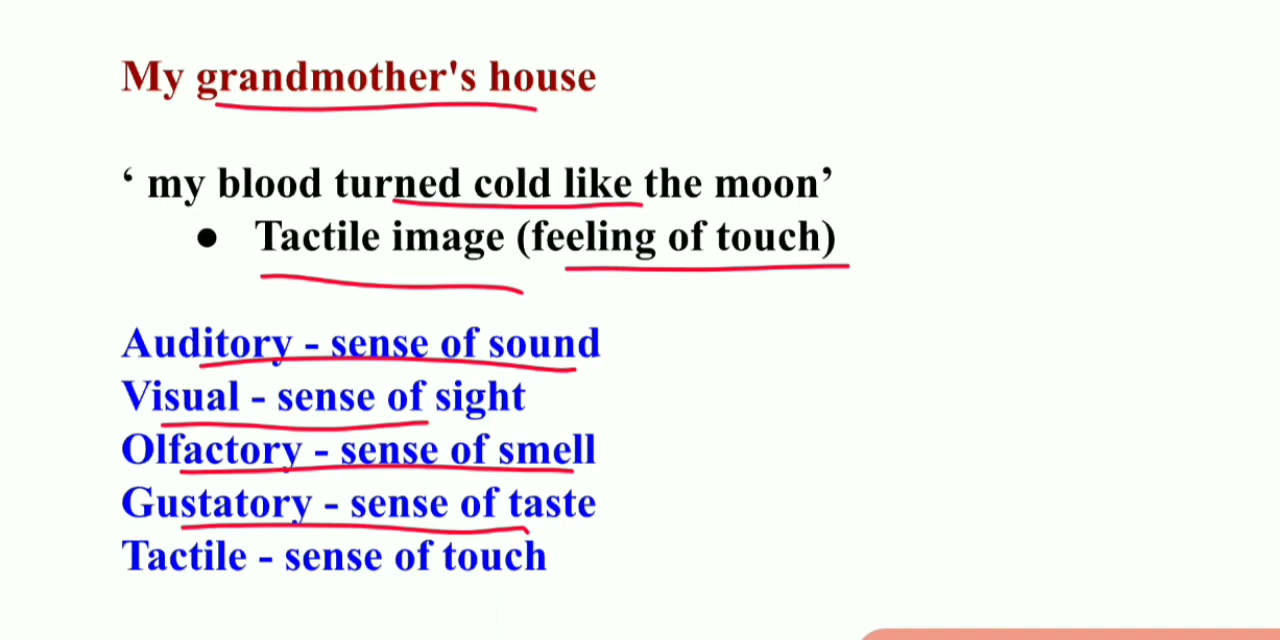 My grandmother's house
‘ my blood turned cold like the moon’
● Tactile image (feeling of touch)
Auditory - sense of sound
Visual - sense of sight
Olfactory - sense of smell
Gustatory - sense of taste
Tactile - sense of touch